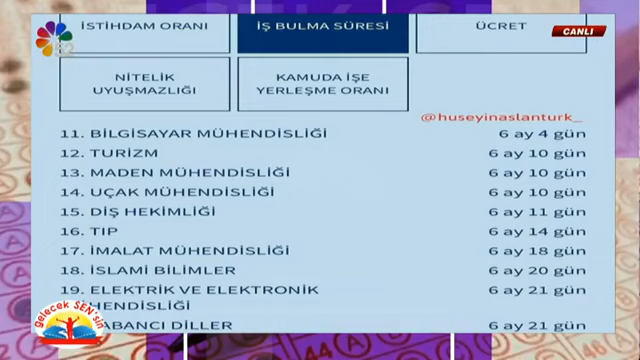 İSTİHDAM ORANI
İŞ BULMA SÜRESİ
ÜCRET
CANLI
NİTELİK
UYUŞMAZLIĞI
KAMUDA İŞE
YERLEŞME ORANI
@huseyinaslanturk_
11. BİLGİSAYAR MÜHENDİSLİĞİ 6 ay 4 gün
12. TURİZM 6 ay 10 gün
13. MADEN MÜHENDİSLİĞİ 6 ay 10 gün
14. UÇAK MÜHENDİSLİĞİ 6 ay 10 gün
15. DİŞ HEKİMLİĞİ 6 ay 11 gün
16. TIP 6 ay 14 gün
17. İMALAT MÜHENDİSLİĞİ 6 ay 18 gün
18. İSLAMİ BİLİMLER 6 ay 20 gün
19. ELEKTRİK VE ELEKTRONİK 6 ay 21 gün
HENDİSLİĞİ
ABANCI DİLLER 6 ay 21 gün
gelecek SEN'sin